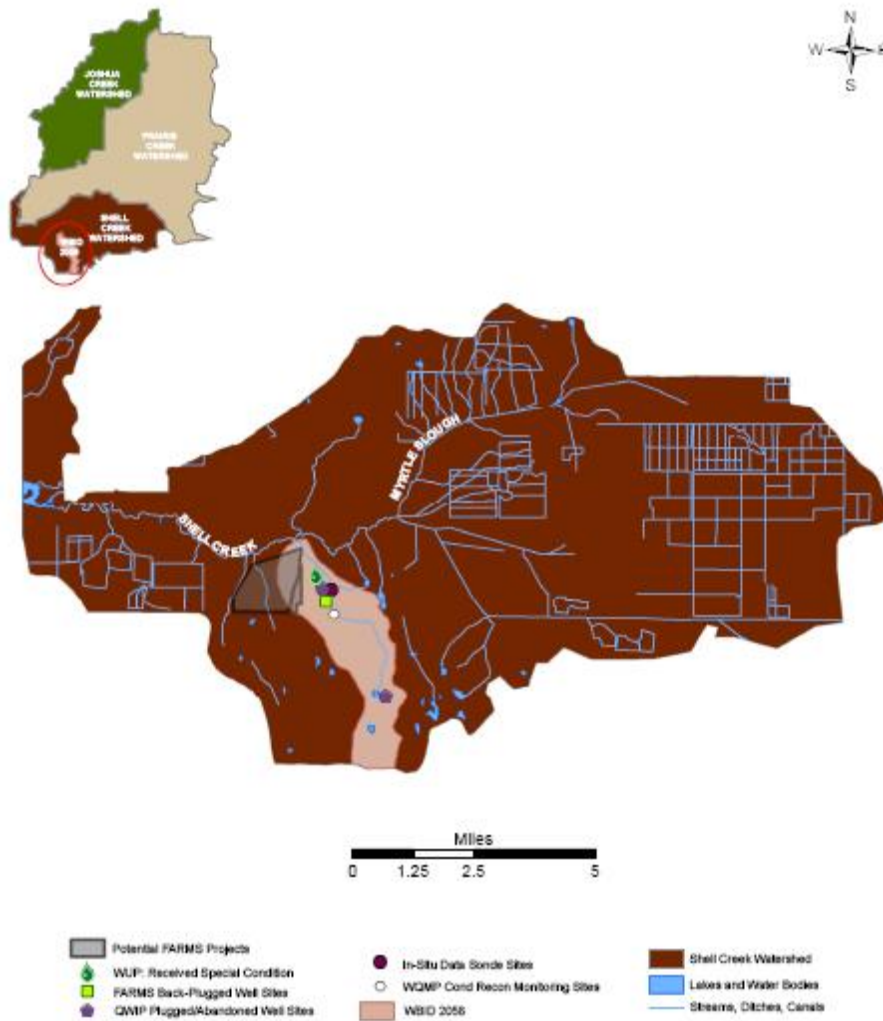 N
W E
S
JOSHUA
CREEK
WATERSHED
PRAIRIE
CREEK
WATERSHED
SHELL
CREEK
WATERSHED
WBID
MYRTLE SLOUGH
SHELL CREEK
Miles
0 1.25 2.5 5
Potential FARMS Projects
WUP: Received Special Condition
FARMS Back-Plugged Well Sites
QWIP Plugged/Abandoned Well Sites
In-Situ Data Sonde Sites
WQMP Cond Recon Monitoring Sites
WBID 2058
Shell Creek Watershed
Lakes and Water Bodies
Streams, Ditches, Canals